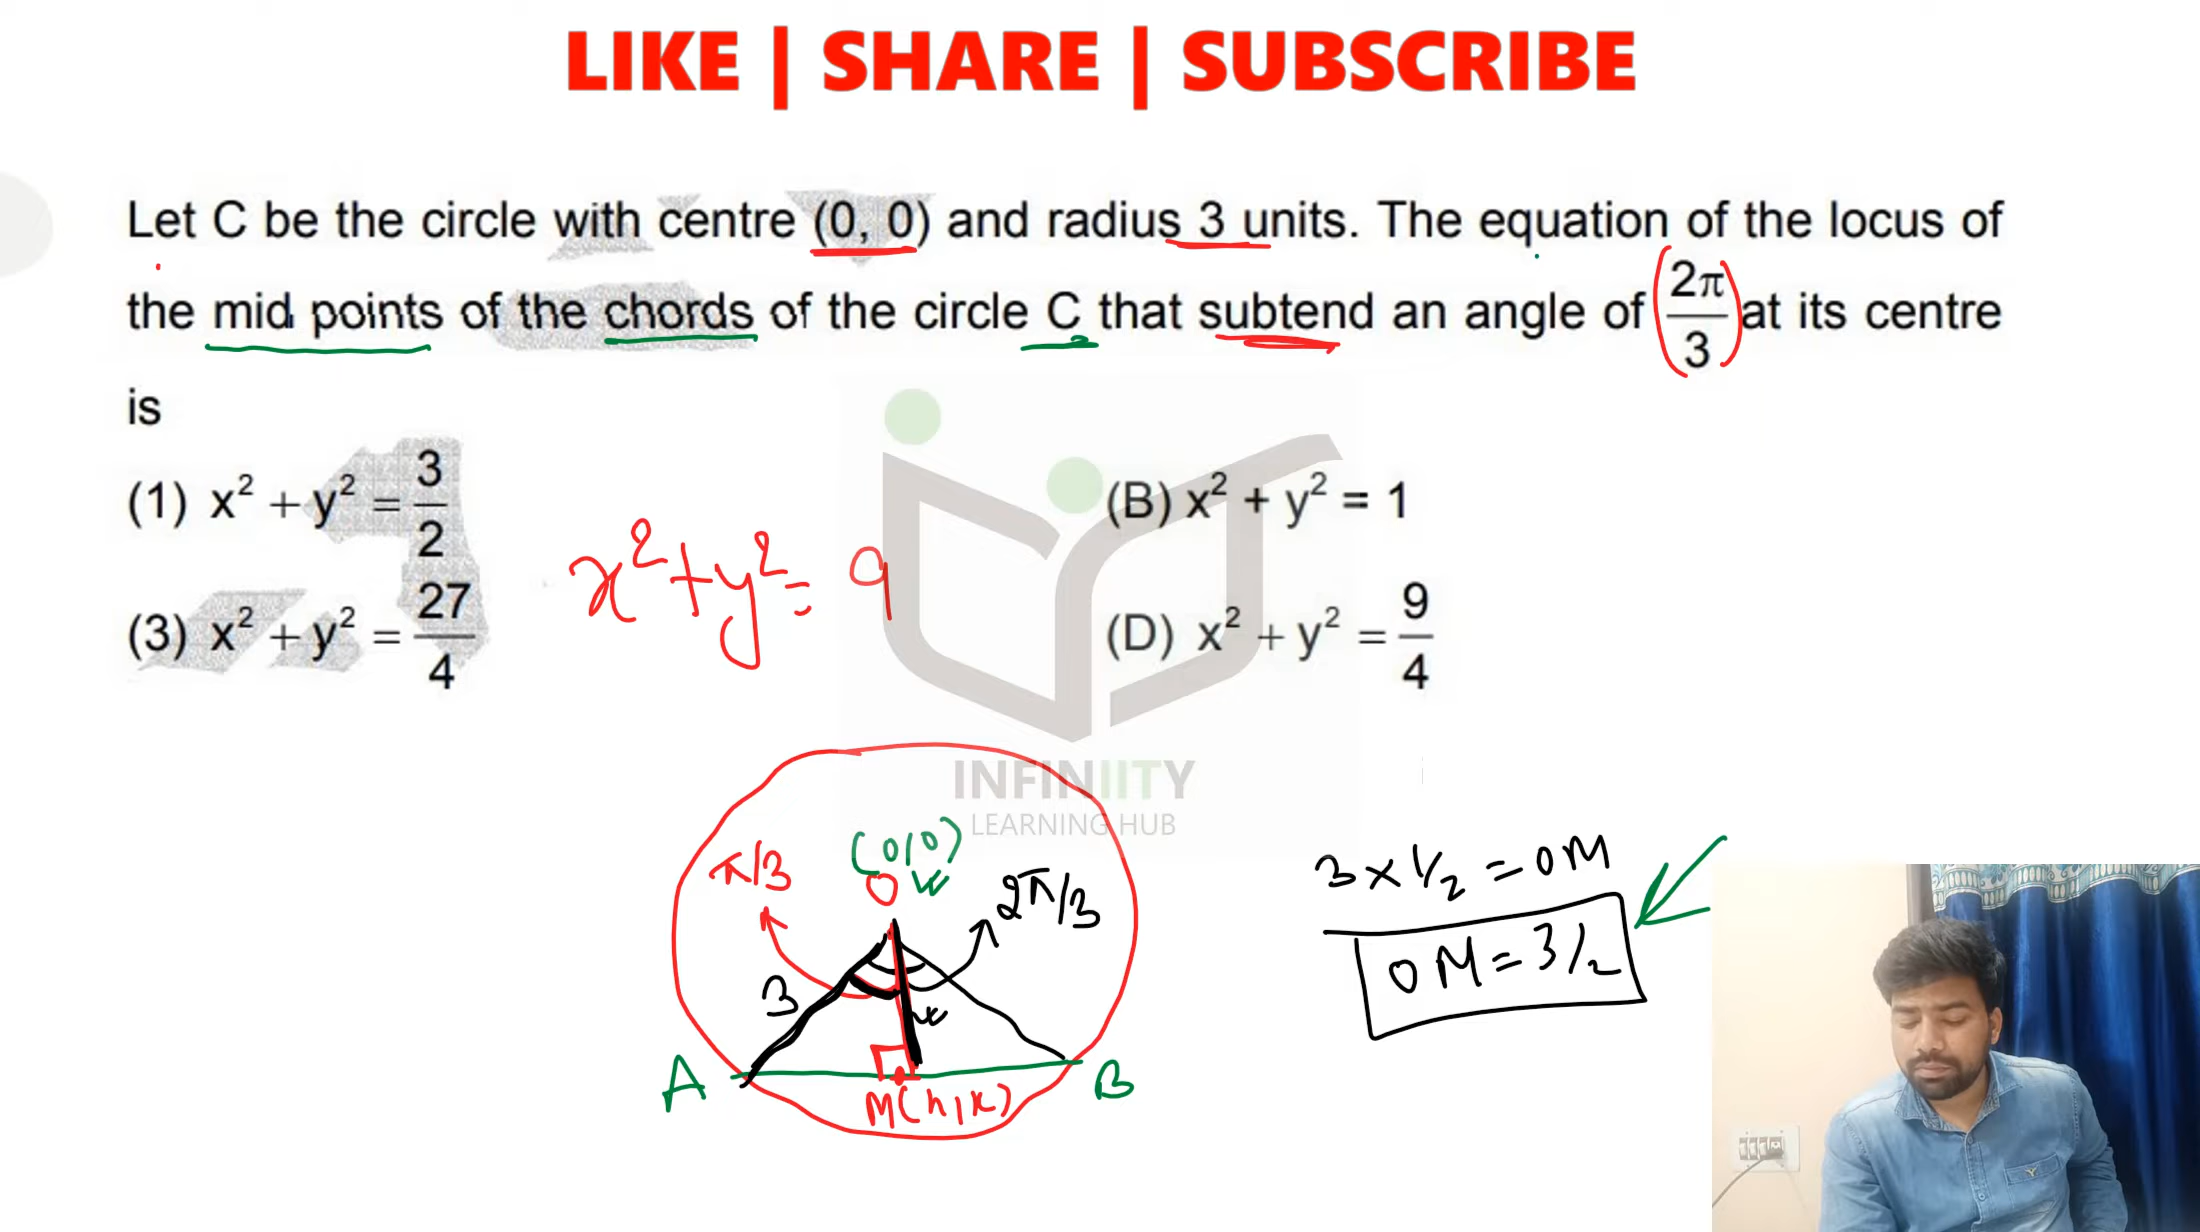 LIKE | SHARE | SUBSCRIBE
Let C be the circle with centre (0, 0) and radius 3 units. The equation of the locus of
the mid points of the chords of the circle C that subtend an angle of (2π/3) at its centre
is
(1) x² + y² = 3/2
(B) x² + y² = 1
x² + y² = 9
(3) x² + y² = 27/4
(D) x² + y² = 9/4
INFINIITY
LEARNING HUB
(0,0)
π/3
O
2π/3
3
A
B
M(h,k)
3 × 1/2 = OM
OM = 3/2